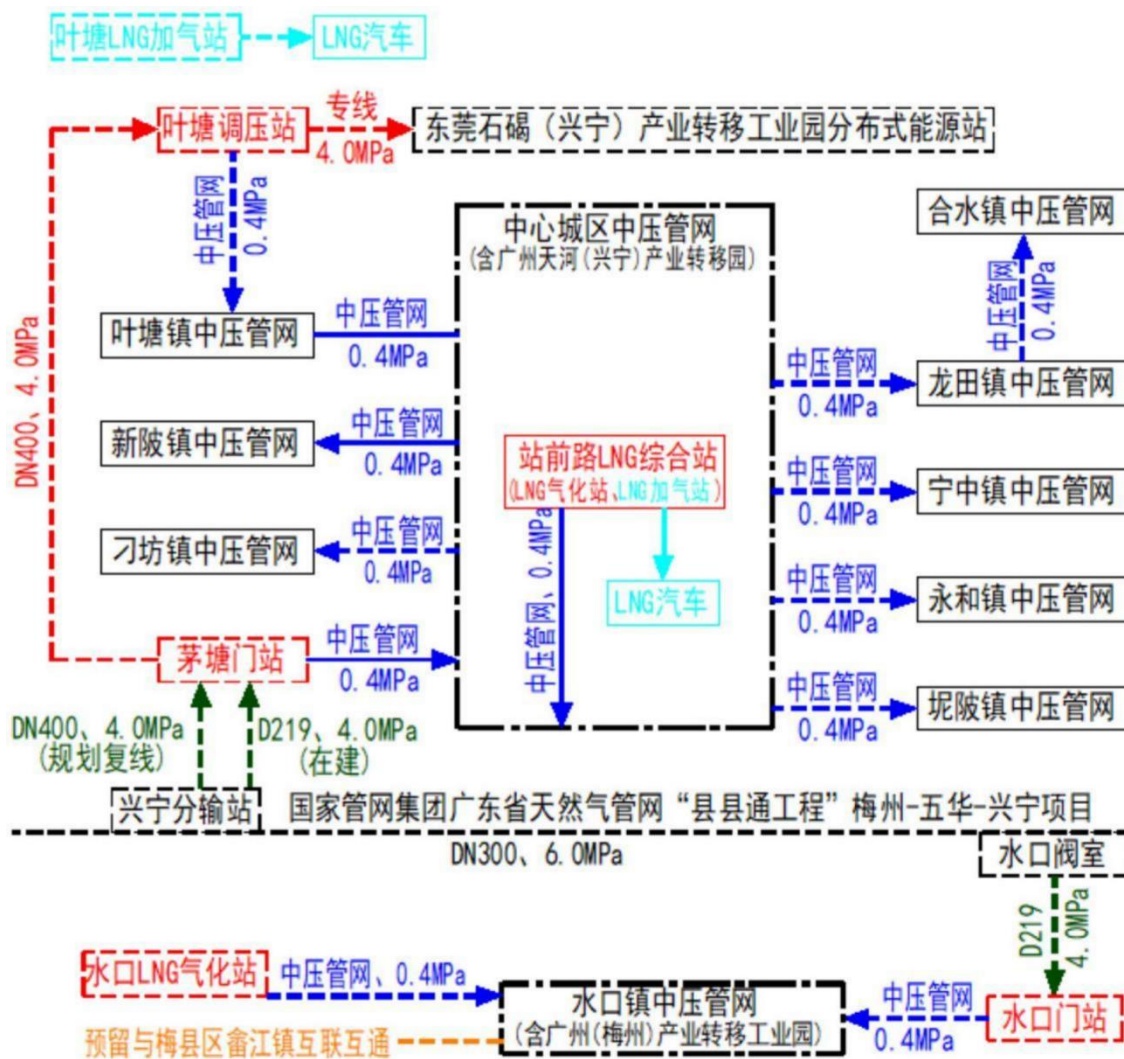 叶塘LNG加气站
LNG汽车
叶塘调压站
专线
4.0MPa
东莞石碣（兴宁）产业转移工业园分布式能源站
DN400、4.0MPa
中压管网
0.4MPa
中心城区中压管网
(含广州天河(兴宁)产业转移园)
合水镇中压管网
中压管网
0.4MPa
叶塘镇中压管网
中压管网
0.4MPa
中压管网
0.4MPa
龙田镇中压管网
新陂镇中压管网
中压管网
0.4MPa
站前路LNG综合站
(LNG气化站、LNG加气站)
中压管网
0.4MPa
宁中镇中压管网
刁坊镇中压管网
中压管网
0.4MPa
中压管网、0.4MPa
LNG汽车
中压管网
0.4MPa
永和镇中压管网
茅塘门站
中压管网
0.4MPa
中压管网
0.4MPa
坭陂镇中压管网
DN400、4.0MPa
(规划复线)
D219、4.0MPa
(在建)
兴宁分输站
国家管网集团广东省天然气管网“县县通工程”梅州-五华-兴宁项目
DN300、6.0MPa
水口阀室
D219
4.0MPa
水口LNG气化站
中压管网、0.4MPa
水口镇中压管网
(含广州(梅州)产业转移工业园)
中压管网
0.4MPa
水口门站
预留与梅县区畲江镇互联互通